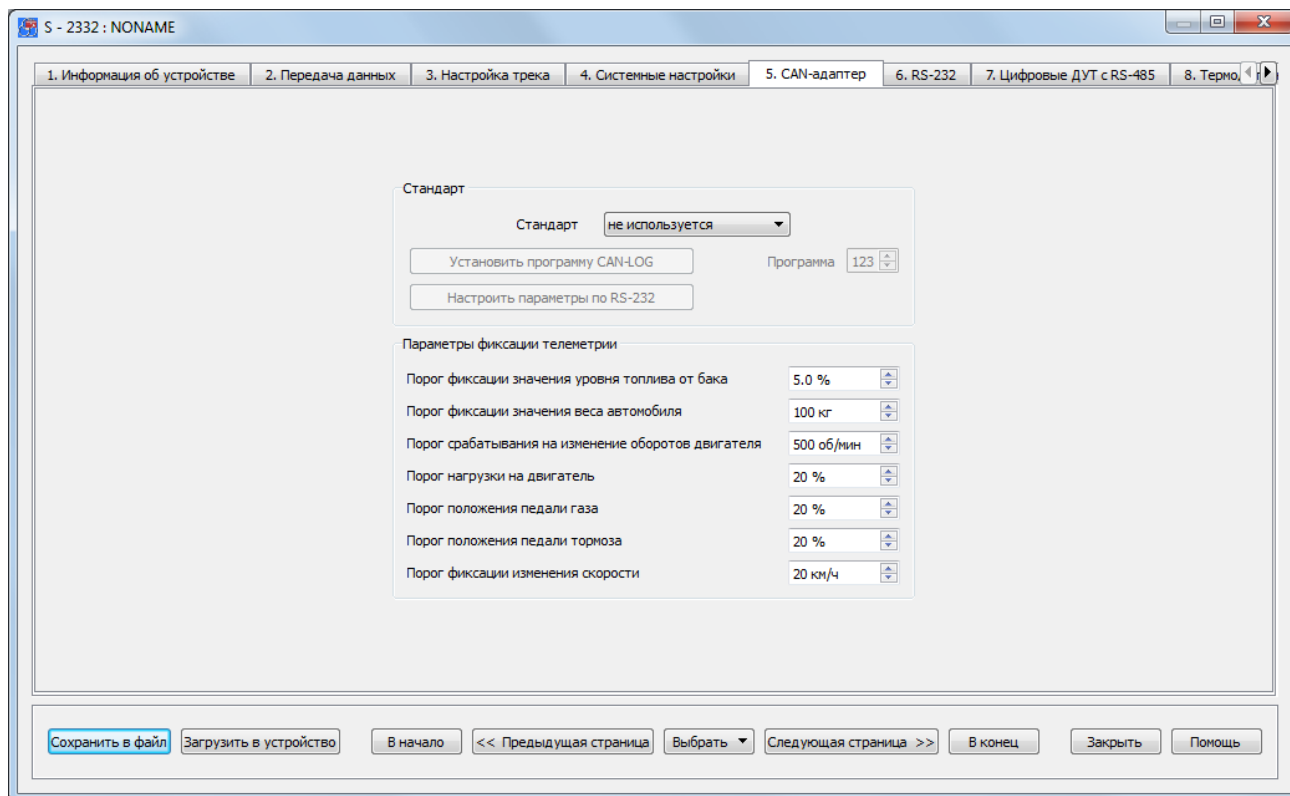 S - 2332 : NONAME
1. Информация об устройстве
2. Передача данных
3. Настройка трека
4. Системные настройки
5. CAN-адаптер
6. RS-232
7. Цифровые ДУТ с RS-485
8. Термо
Стандарт
Стандарт не используется
Установить программу CAN-LOG Программа 123
Настроить параметры по RS-232
Параметры фиксации телеметрии
Порог фиксации значения уровня топлива от бака 5.0 %
Порог фиксации значения веса автомобиля 100 кг
Порог срабатывания на изменение оборотов двигателя 500 об/мин
Порог нагрузки на двигатель 20 %
Порог положения педали газа 20 %
Порог положения педали тормоза 20 %
Порог фиксации изменения скорости 20 км/ч
Сохранить в файл
Загрузить в устройство
В начало
<< Предыдущая страница
Выбрать
Следующая страница >>
В конец
Закрыть
Помощь